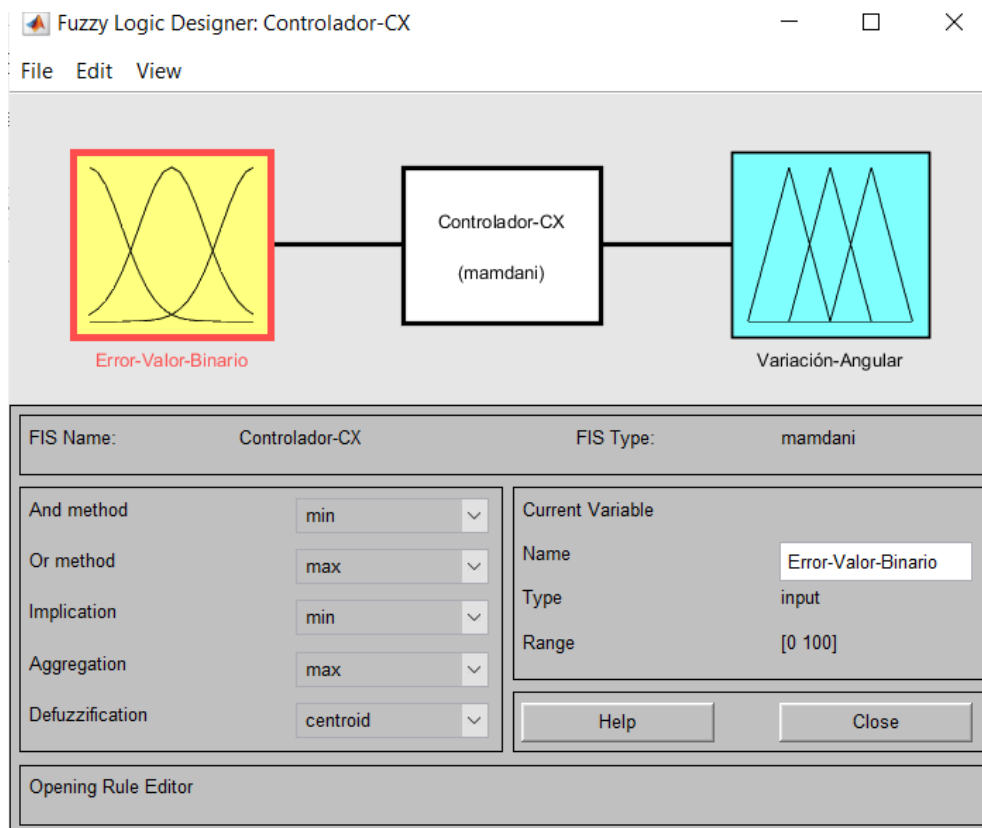 Fuzzy Logic Designer: Controlador-CX
File Edit View
Controlador-CX
(mamdani)
Error-Valor-Binario
Variación-Angular
FIS Name: Controlador-CX FIS Type: mamdani
And method min
Or method max
Implication min
Aggregation max
Defuzzification centroid
Current Variable
Name Error-Valor-Binario
Type input
Range [0 100]
Help Close
Opening Rule Editor